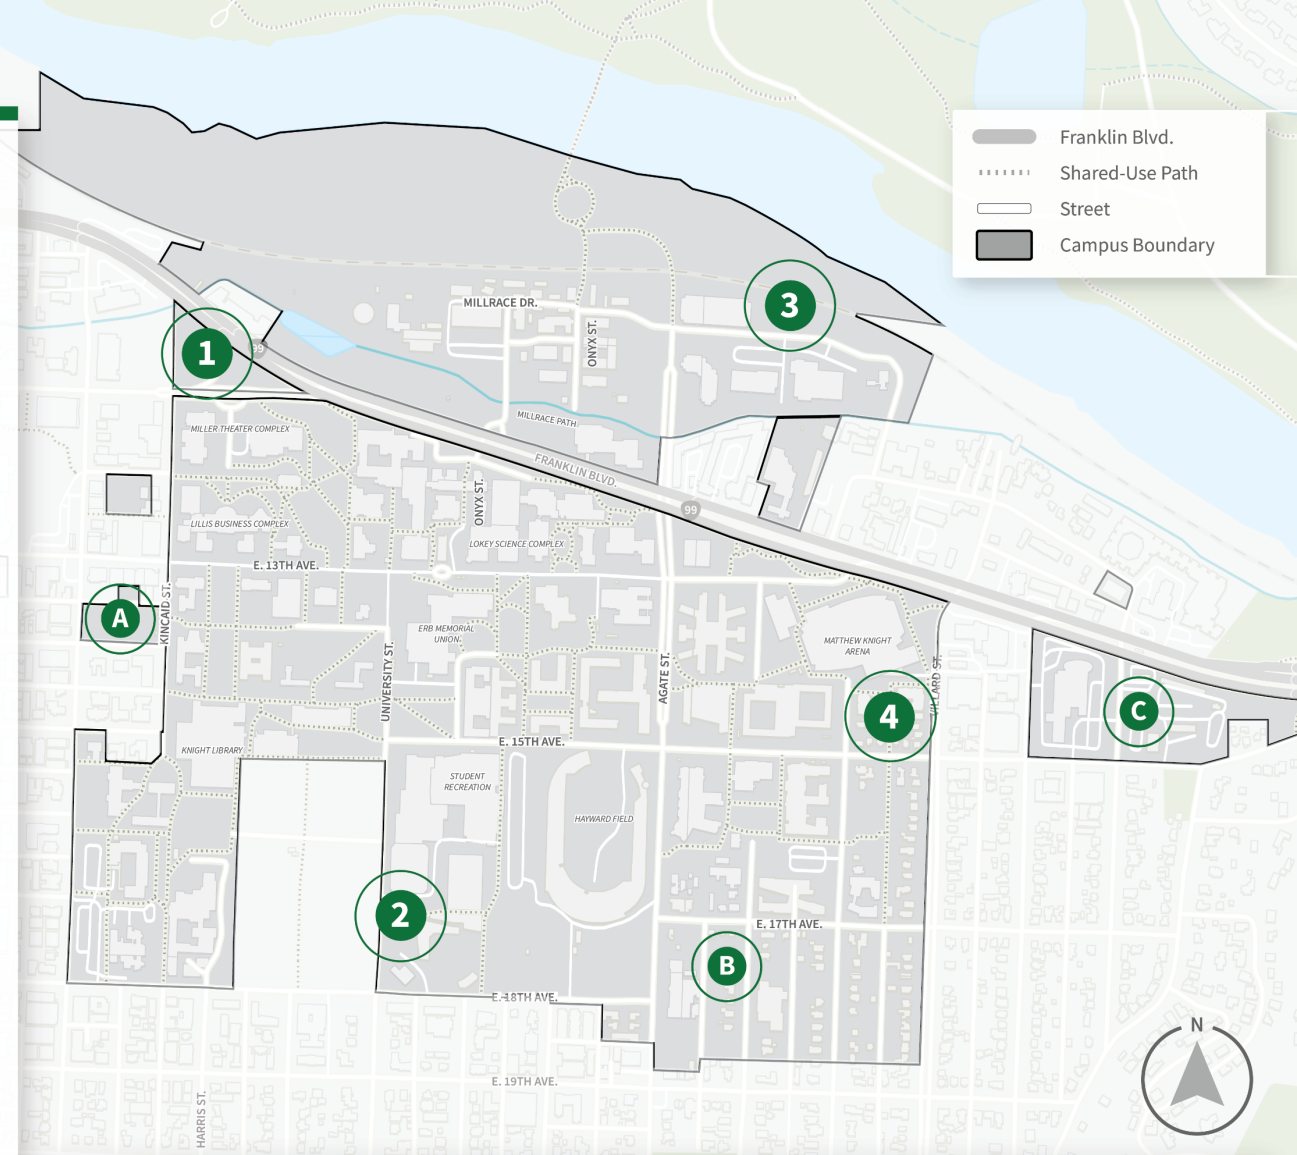 Franklin Blvd.
Shared-Use Path
Street
Campus Boundary
3
MILLRACE DR.
ONYX ST.
1
99
MILLRACE PATH
MILLER THEATER COMPLEX
FRANKLIN BLVD.
99
ONYX ST.
LILLIS BUSINESS COMPLEX
LOKEY SCIENCE COMPLEX
E. 13TH AVE.
KINCAID ST.
A
ERB MEMORIAL
UNION
MATTHEW KNIGHT
ARENA
UNIVERSITY ST.
AGATE ST.
VILLARD ST.
4
C
E. 15TH AVE.
KNIGHT LIBRARY
STUDENT
RECREATION
HAYWARD FIELD
2
E. 17TH AVE.
B
E. 18TH AVE.
N
E. 19TH AVE.
HARRIS ST.